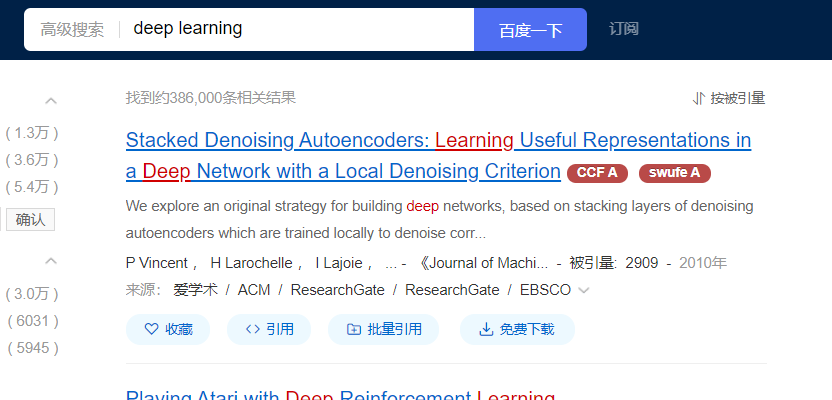 高级搜索 deep learning 百度一下 订阅
找到约386,000条相关结果 按被引量
( 1.3万 )
( 3.6万 )
( 5.4万 )
确认
( 3.0万 )
( 6031 )
( 5945 )
Stacked Denoising Autoencoders: Learning Useful Representations in
a Deep Network with a Local Denoising Criterion CCF A swufe A
We explore an original strategy for building deep networks, based on stacking layers of denoising
autoencoders which are trained locally to denoise corr...
P Vincent， H Larochelle， I Lajoie， ... - 《Journal of Machi... - 被引量: 2909 - 2010年
来源： 爱学术 / ACM / ResearchGate / ResearchGate / EBSCO
收藏 引用 批量引用 免费下载
Playing Atari with Deep Reinforcement Learning